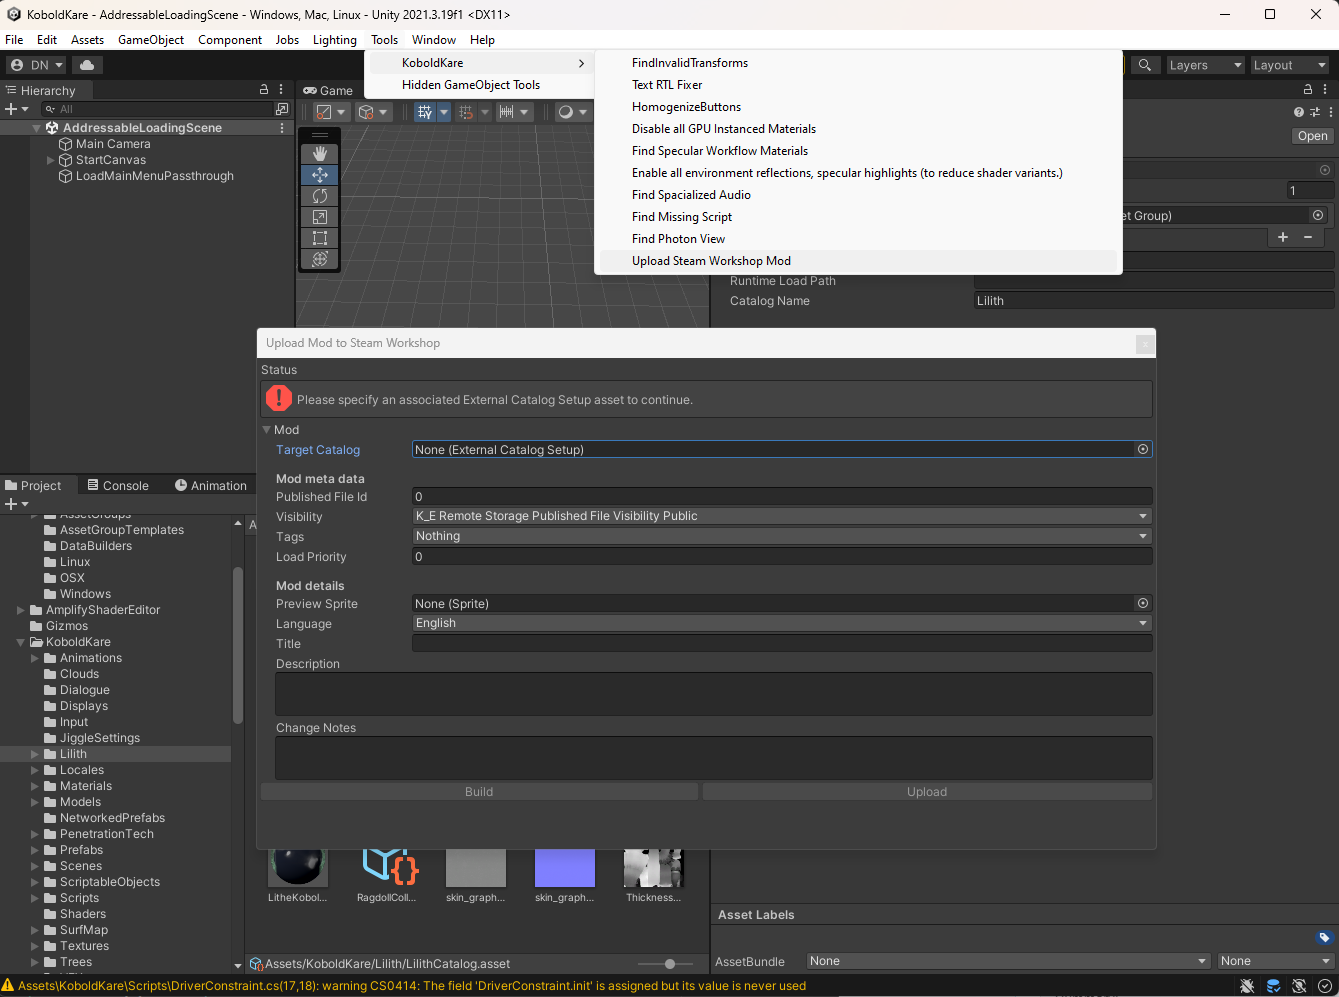 KoboldKare - AddressableLoadingScene - Windows, Mac, Linux - Unity 2021.3.19f1 <DX11>
File Edit Assets GameObject Component Jobs Lighting Tools Window Help
DN
Layers
Layout
KoboldKare
Hidden GameObject Tools
FindInvalidTransforms
Text RTL Fixer
HomogenizeButtons
Disable all GPU Instanced Materials
Find Specular Workflow Materials
Enable all environment reflections, specular highlights (to reduce shader variants.)
Find Spacialized Audio
Find Missing Script
Find Photon View
Upload Steam Workshop Mod
Hierarchy
All
AddressableLoadingScene
Main Camera
StartCanvas
LoadMainMenuPassthrough
Game
Open
1
et Group)
Runtime Load Path
Catalog Name Lilith
Upload Mod to Steam Workshop
Status
Please specify an associated External Catalog Setup asset to continue.
Mod
Target Catalog None (External Catalog Setup)
Mod meta data
Published File Id 0
Visibility K_E Remote Storage Published File Visibility Public
Tags Nothing
Load Priority 0
Mod details
Preview Sprite None (Sprite)
Language English
Title
Description
Change Notes
Build Upload
Project Console Animation
A
AssetGroups
AssetGroupTemplates
DataBuilders
Linux
OSX
Windows
AmplifyShaderEditor
Gizmos
KoboldKare
Animations
Clouds
Dialogue
Displays
Input
JiggleSettings
Lilith
Locales
Materials
Models
NetworkedPrefabs
PenetrationTech
Prefabs
Scenes
ScriptableObjects
Scripts
Shaders
SurfMap
Textures
Trees
LitheKobol... RagdollColl... skin_graph... skin_graph... Thickness...
Assets/KoboldKare/Lilith/LilithCatalog.asset
Asset Labels
AssetBundle None None
Assets\KoboldKare\Scripts\DriverConstraint.cs(17,18): warning CS0414: The field 'DriverConstraint.init' is assigned but its value is never used